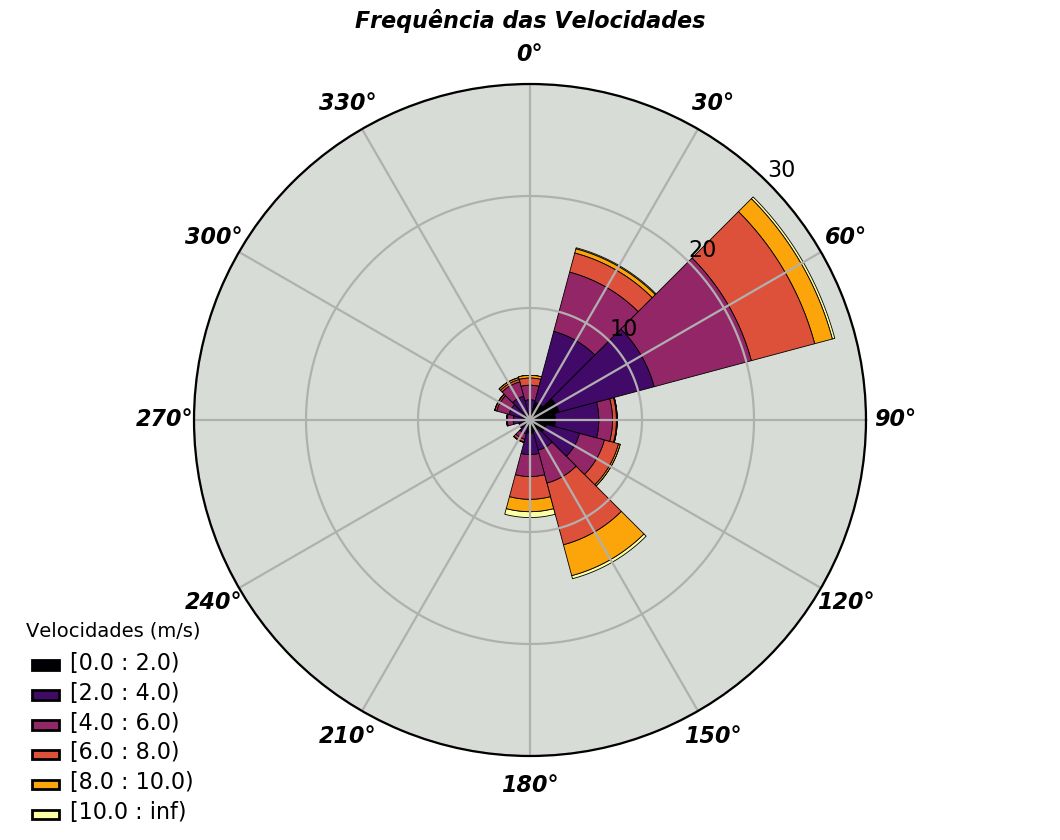 Frequência das Velocidades
0°
330°
30°
30
300°
60°
20
10
270°
90°
240°
120°
210°
150°
180°
Velocidades (m/s)
[0.0 : 2.0)
[2.0 : 4.0)
[4.0 : 6.0)
[6.0 : 8.0)
[8.0 : 10.0)
[10.0 : inf)